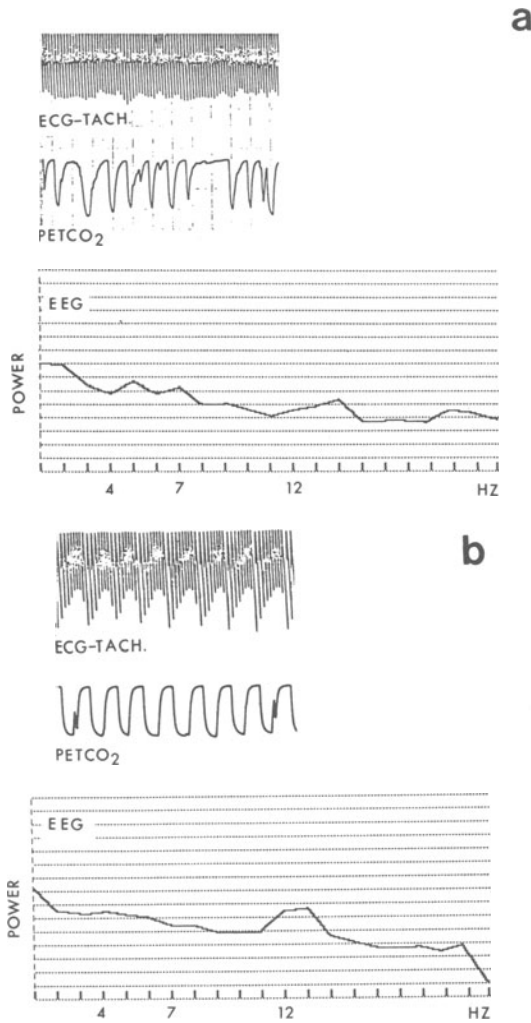 a
ECG-TACH.
PETCO2
EEG
POWER
4 7 12 HZ
b
ECG-TACH.
PETCO2
EEG
POWER
4 7 12 HZ